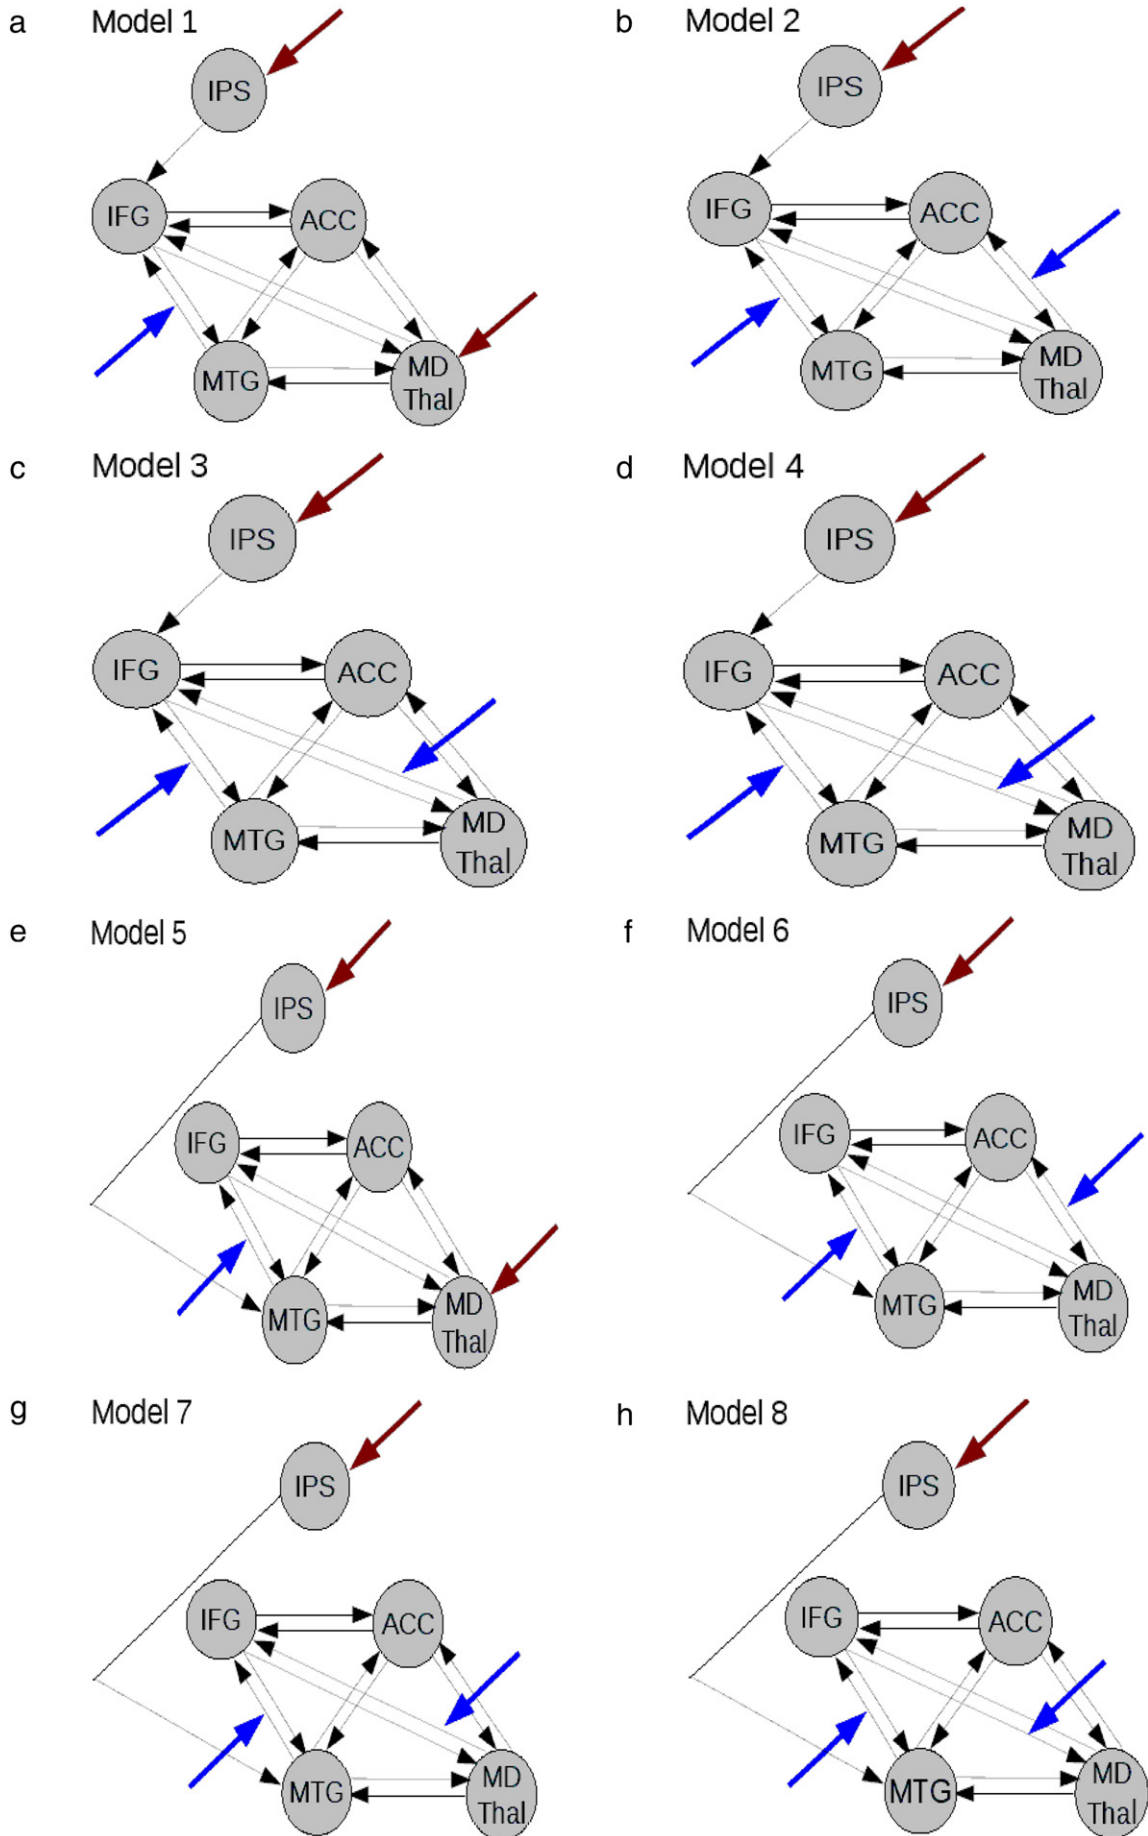 a Model 1
IPS
IFG
ACC
MTG
MD
Thal
b Model 2
IPS
IFG
ACC
MTG
MD
Thal
c Model 3
IPS
IFG
ACC
MTG
MD
Thal
d Model 4
IPS
IFG
ACC
MTG
MD
Thal
e Model 5
IPS
IFG
ACC
MTG
MD
Thal
f Model 6
IPS
IFG
ACC
MTG
MD
Thal
g Model 7
IPS
IFG
ACC
MTG
MD
Thal
h Model 8
IPS
IFG
ACC
MTG
MD
Thal